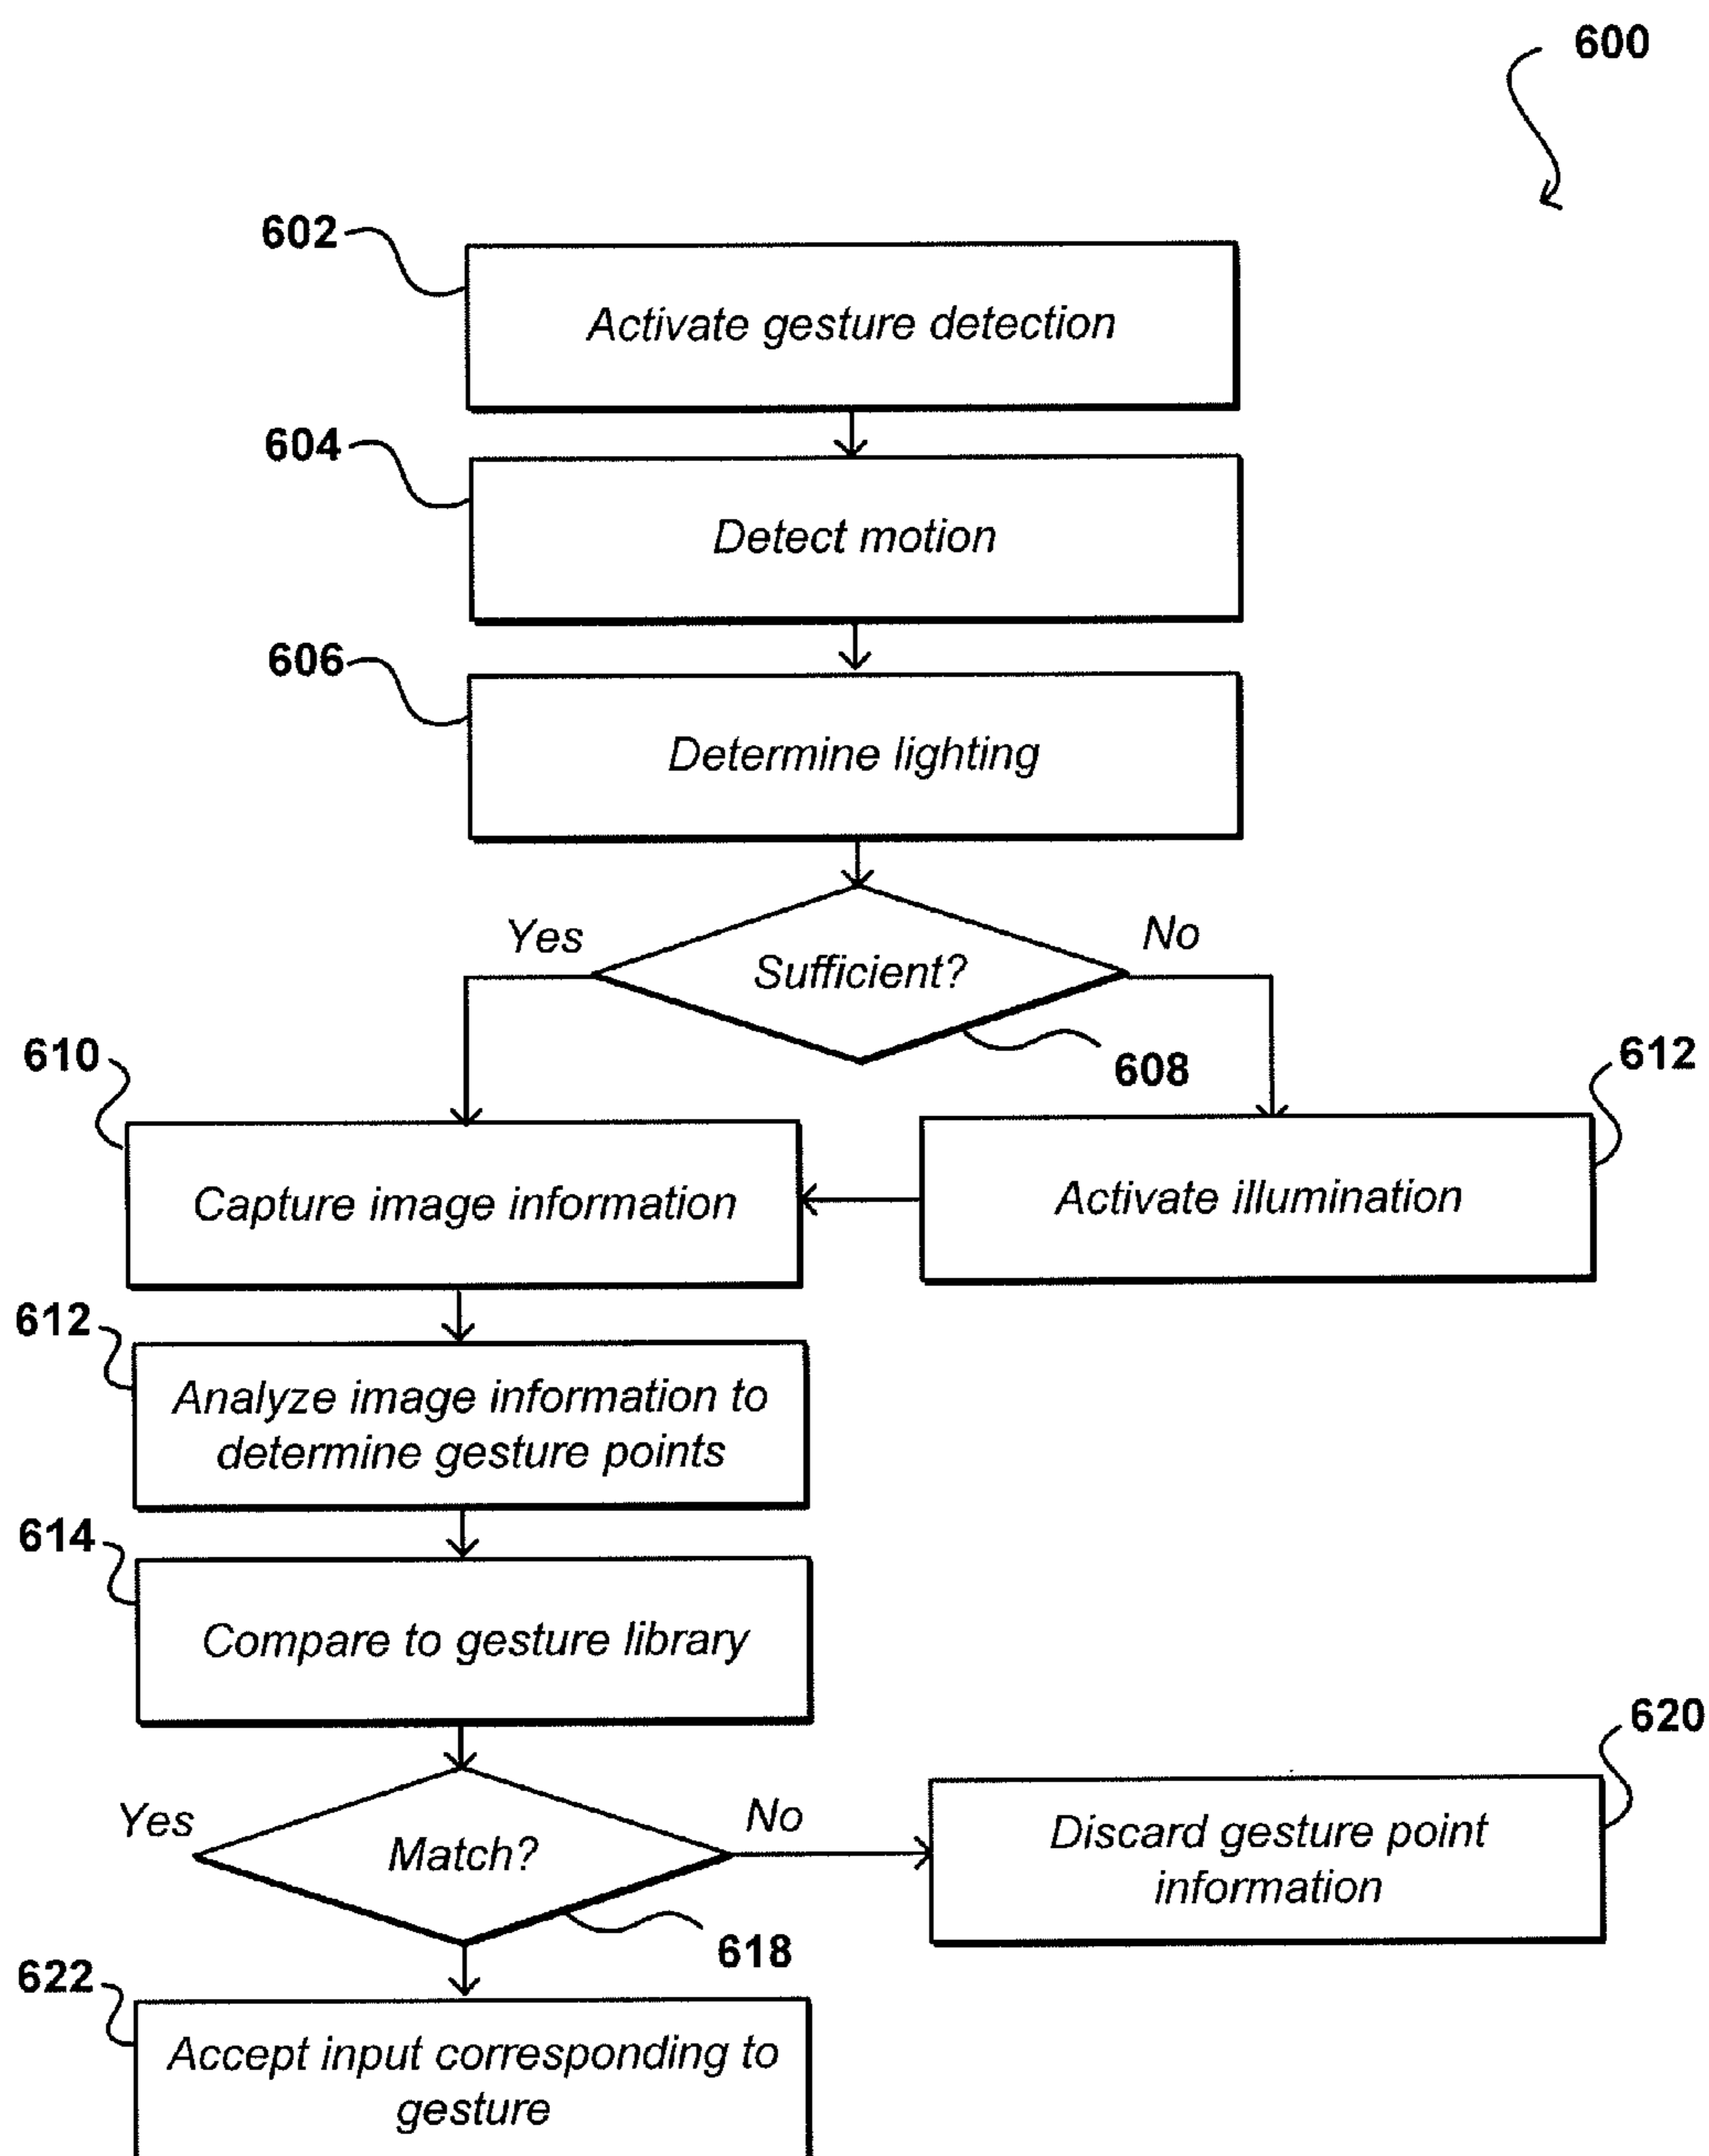 600
602
Activate gesture detection
604
Detect motion
606
Determine lighting
Yes
No
Sufficient?
608
610
612
Capture image information
Activate illumination
612
Analyze image information to
determine gesture points
614
Compare to gesture library
620
Yes
No
Match?
Discard gesture point
information
618
622
Accept input corresponding to
gesture